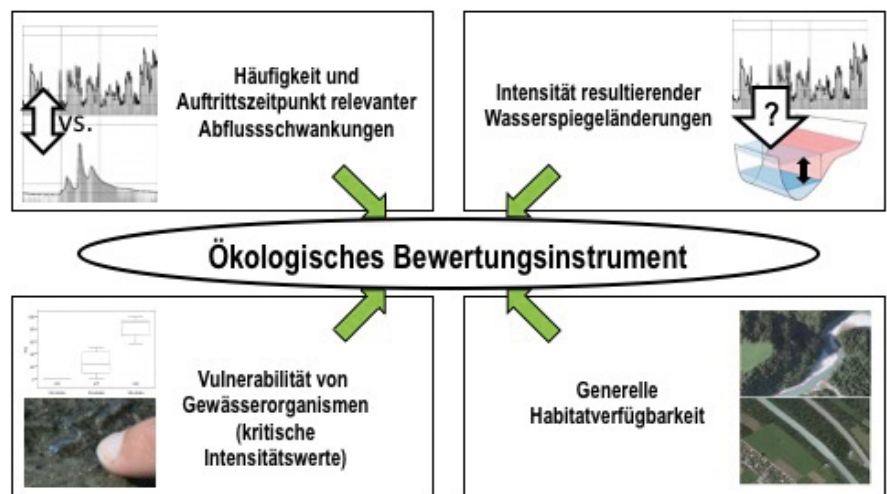 Häufigkeit und
Auftrittszeitpunkt relevanter
Abflussschwankungen
vs.
Intensität resultierender
Wasserspiegeländerungen
?
Ökologisches Bewertungsinstrument
Vulnerabilität von
Gewässerorganismen
(kritische
Intensitätswerte)
Generelle
Habitatverfügbarkeit